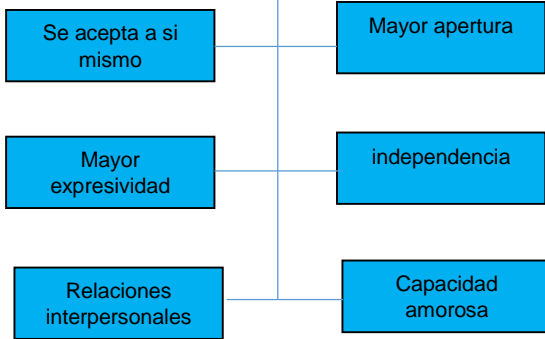 Se acepta a si
mismo
Mayor apertura
Mayor
expresividad
independencia
Relaciones
interpersonales
Capacidad
amorosa